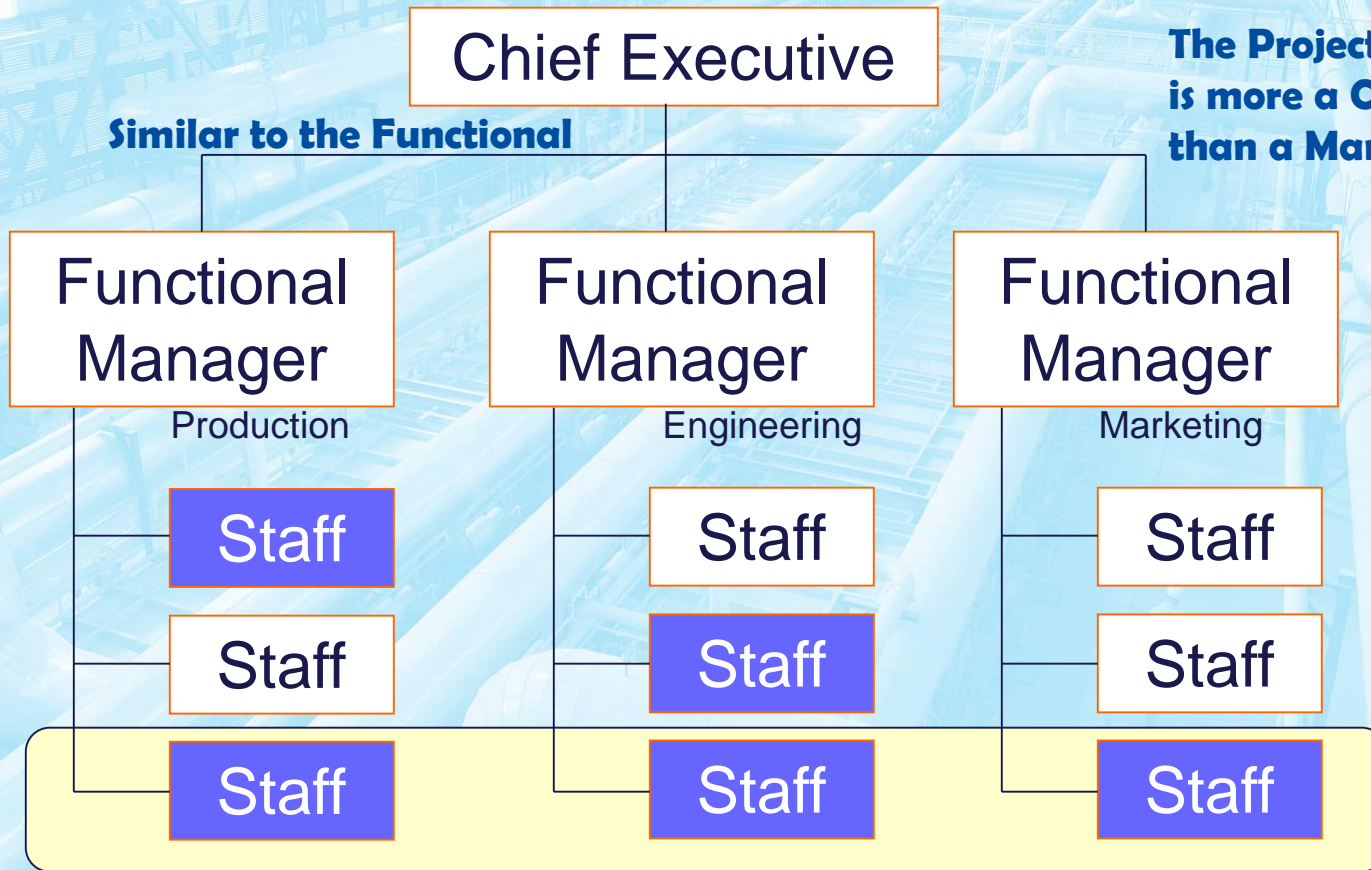 Chief Executive
The Project
is more a
than a
Similar to the Functional
Functional
Manager
Production
Functional
Manager
Engineering
Functional
Manager
Marketing
Staff
Staff
Staff
Staff
Staff
Staff
Staff
Staff
Staff